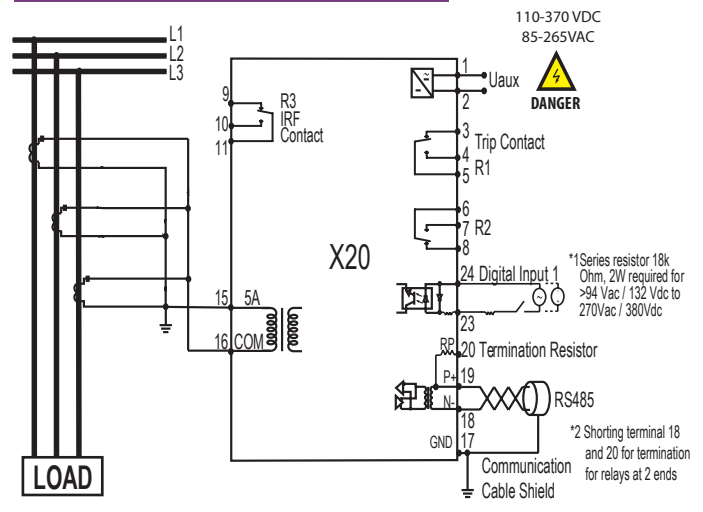 110-370 VDC
85-265VAC
DANGER
L1
L2
L3
1
2
Uaux
9
10
11
R3
IRF
Contact
3
4
5
Trip Contact
R1
6
7
8
R2
X20
24 Digital Input 1
23
*1Series resistor 18k
Ohm, 2W required for
>94 Vac / 132 Vdc to
270Vac / 380Vdc
15 5A
16 COM
RP
20 Termination Resistor
P+ 19
N-
18
RS485
GND 17
*2 Shorting terminal 18
and 20 for termination
for relays at 2 ends
Communication
Cable Shield
LOAD